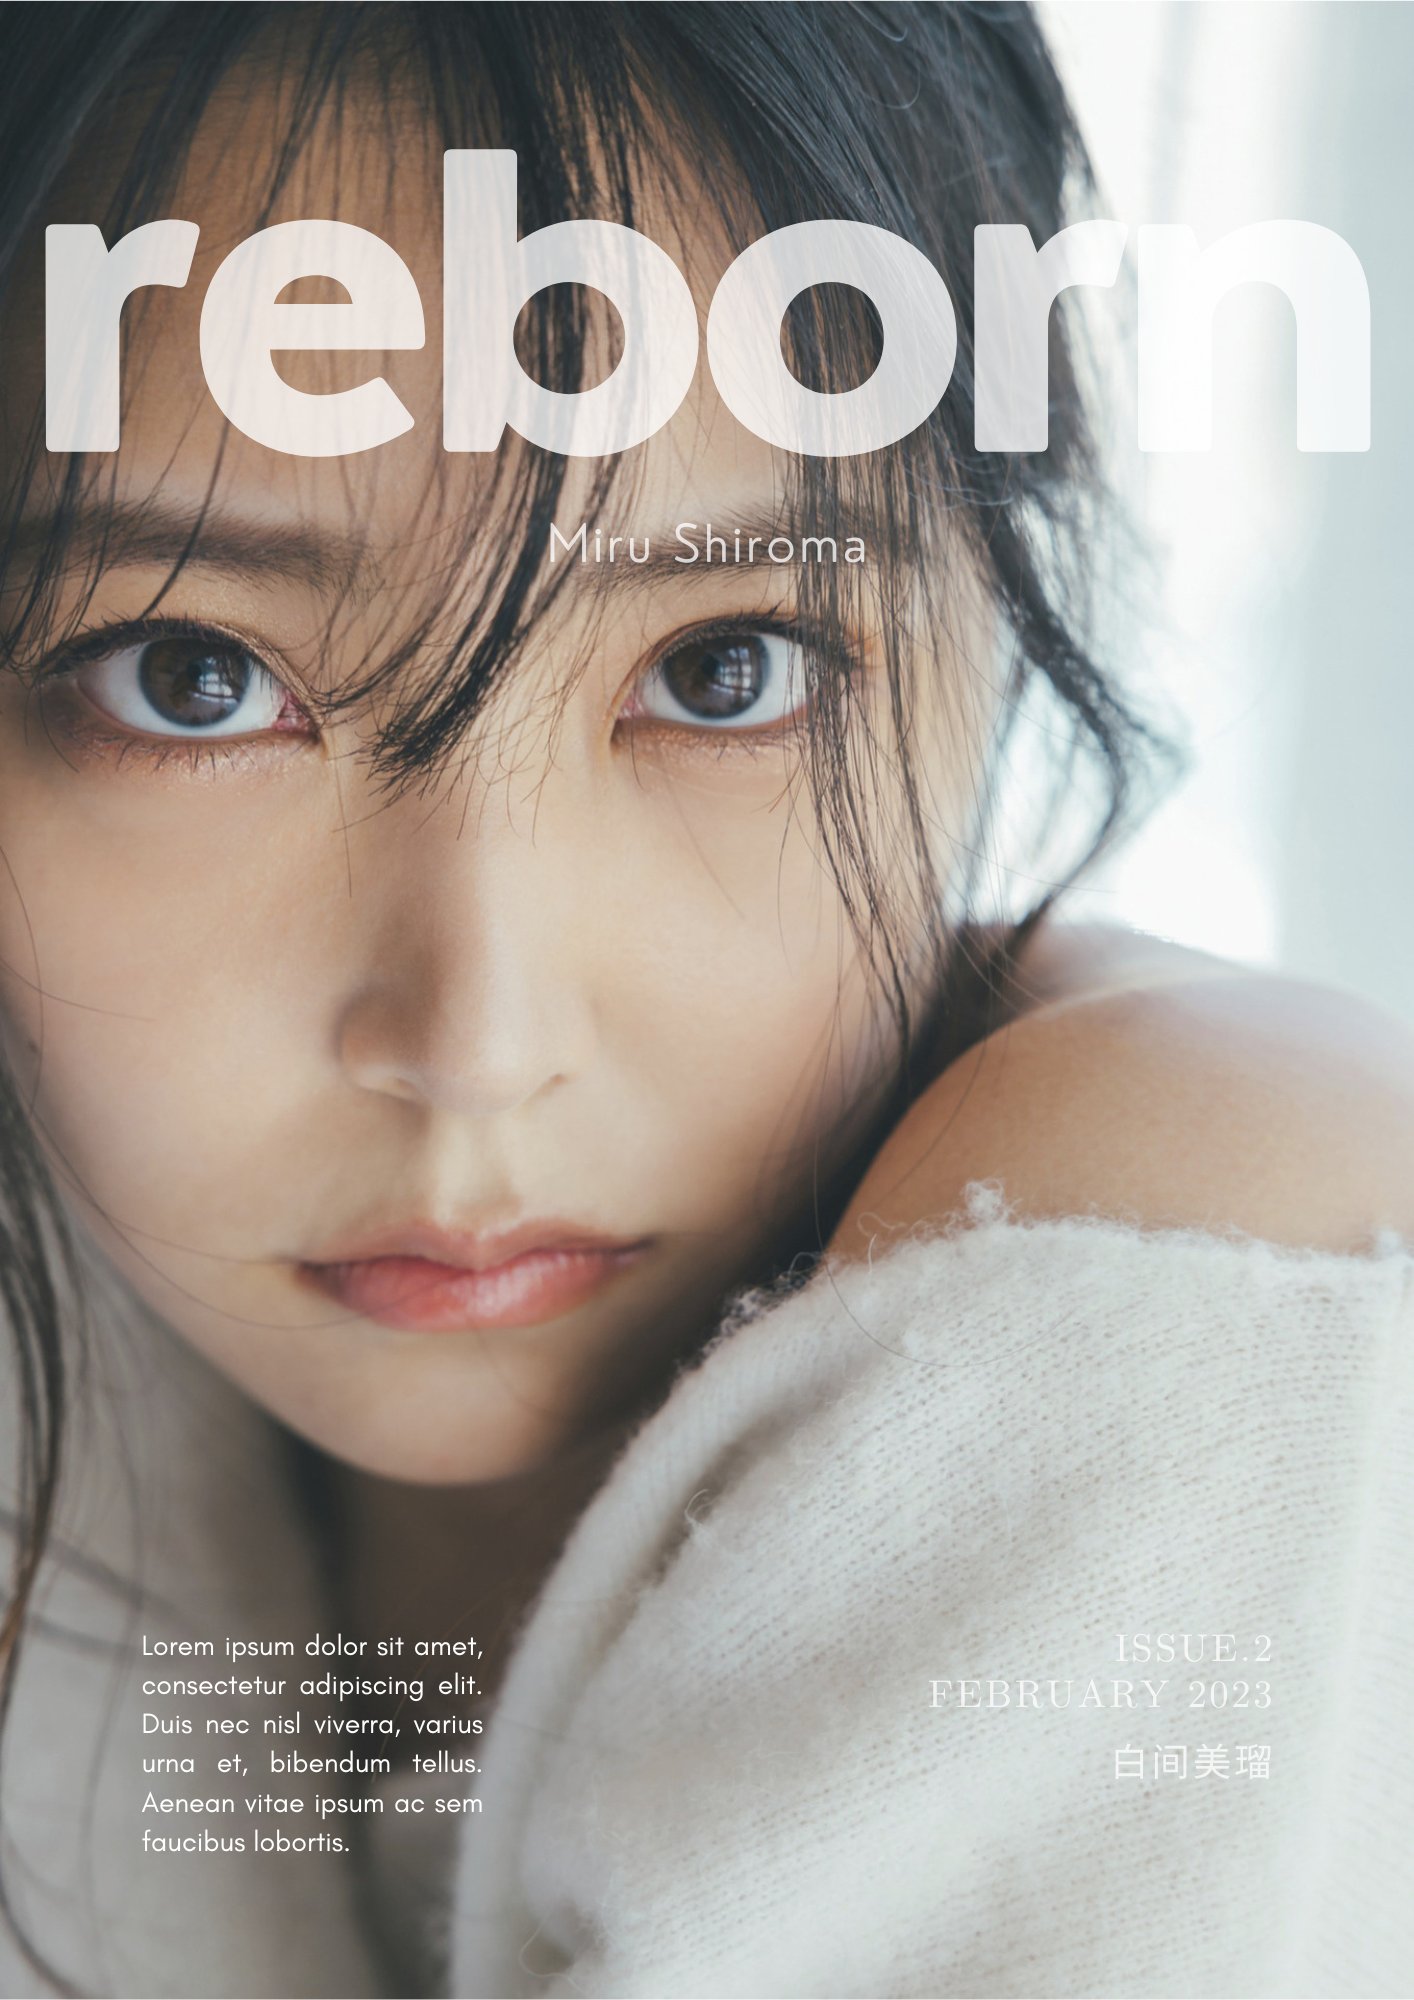 reborn
Miru Shiroma
Lorem ipsum dolor sit amet,
consectetur adipiscing elit.
Duis nec nisl viverra, varius
urna et, bibendum tellus.
Aenean vitae ipsum ac sem
faucibus lobortis.
ISSUE.2
FEBRUARY 2023
白间美瑠